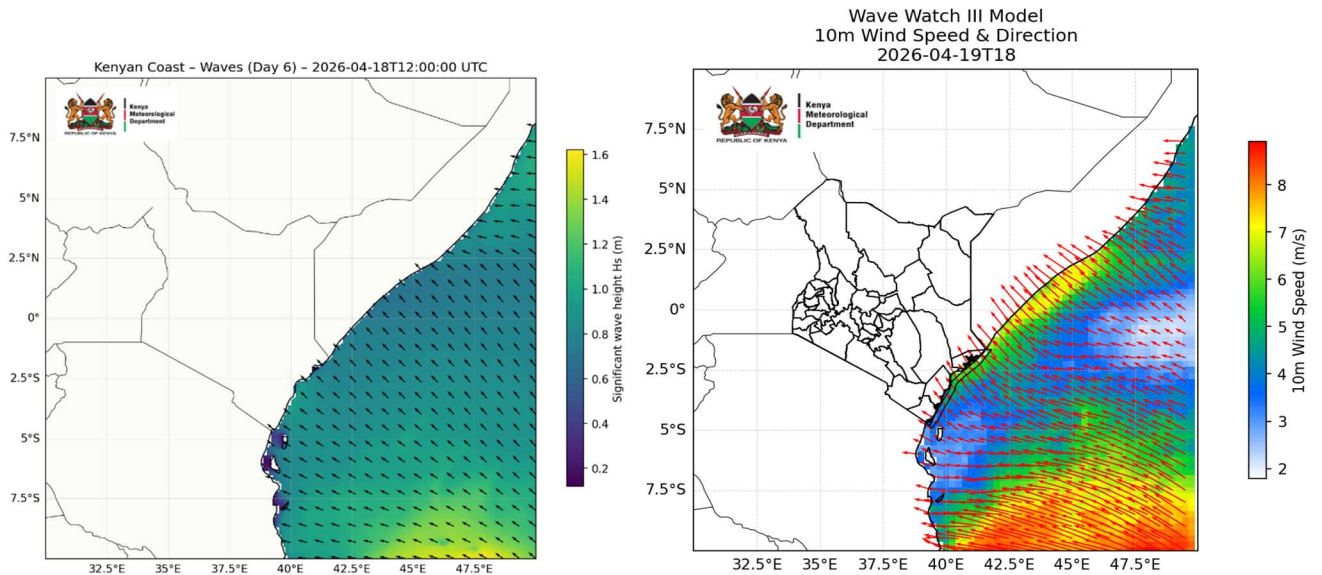 Kenyan Coast – Waves (Day 6) – 2026-04-18T12:00:00 UTC
Kenya
Meteorological
Department
REPUBLIC OF KENYA
7.5°N
5°N
2.5°N
0°
2.5°S
5°S
7.5°S
32.5°E 35°E 37.5°E 40°E 42.5°E 45°E 47.5°E
1.6
1.4
1.2
1.0
0.8
0.6
0.4
0.2
Significant wave height Hs (m)
Wave Watch III Model
10m Wind Speed & Direction
2026-04-19T18
Kenya
Meteorological
Department
REPUBLIC OF KENYA
7.5°N
5°N
2.5°N
0°
2.5°S
5°S
7.5°S
32.5°E 35°E 37.5°E 40°E 42.5°E 45°E 47.5°E
8
7
6
5
4
3
2
10m Wind Speed (m/s)